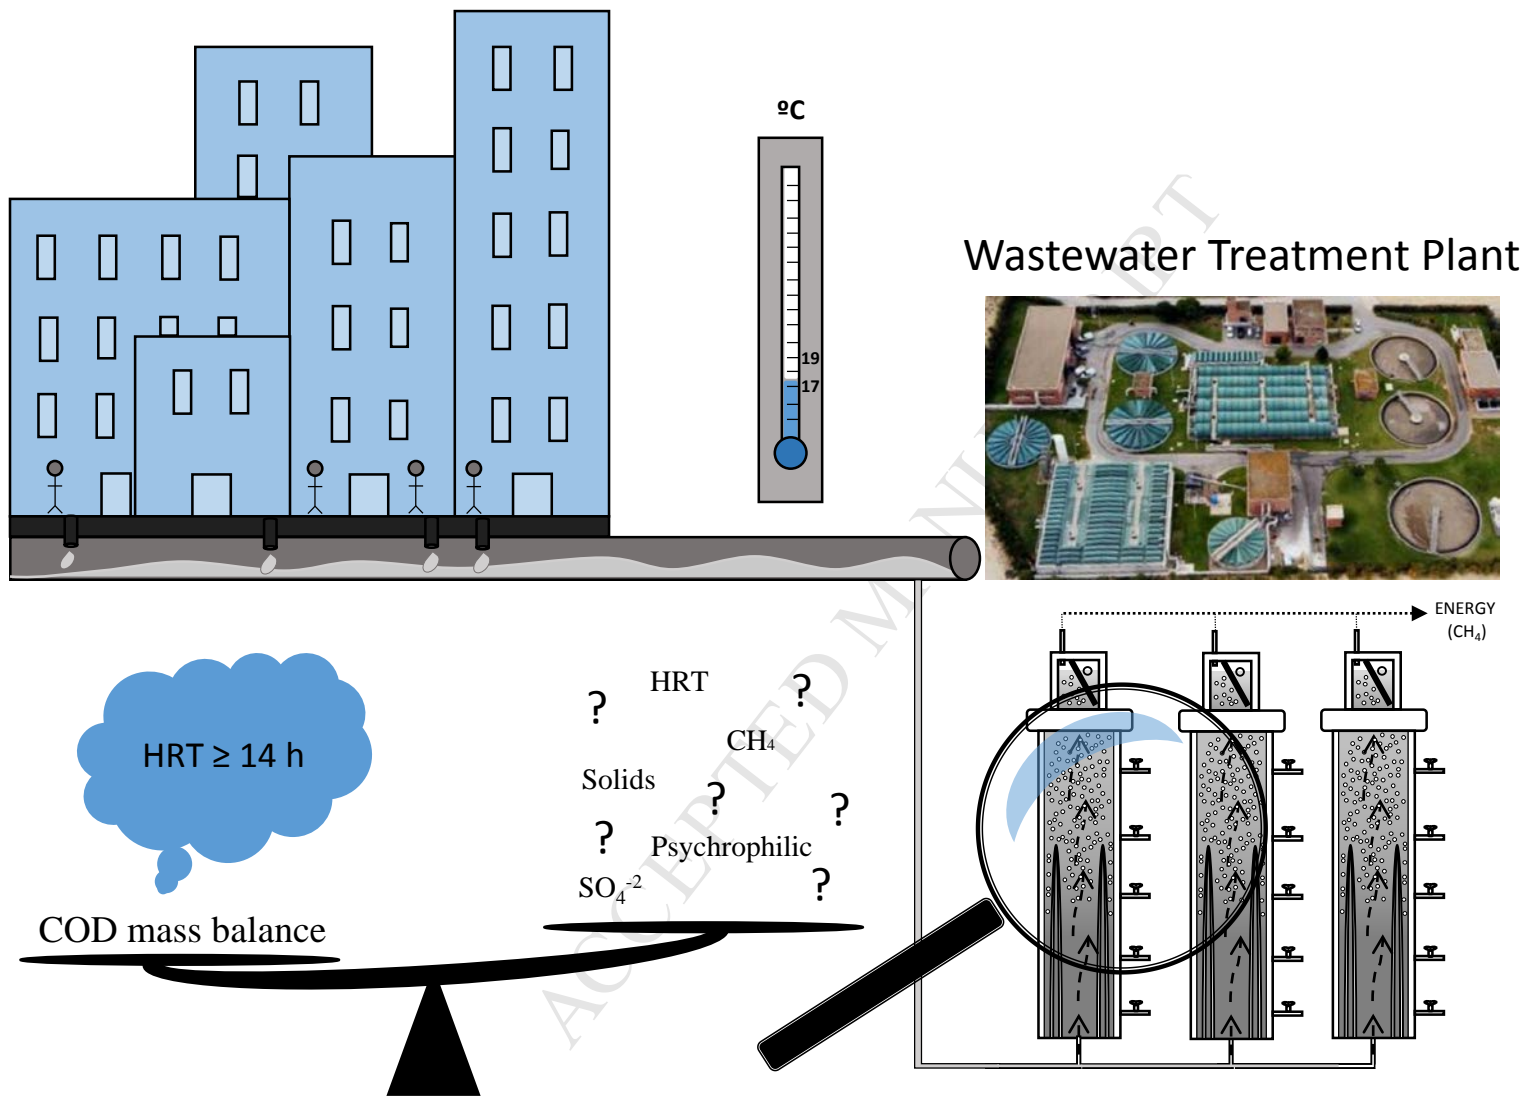 ºC
19
17
Wastewater Treatment Plant
ENERGY
(CH₄)
HRT ≥ 14 h
HRT
?
?
CH₄
Solids
?
?
?
Psychrophilic
SO₄⁻²
?
COD mass balance
ACCEPTED MANUSCRIPT